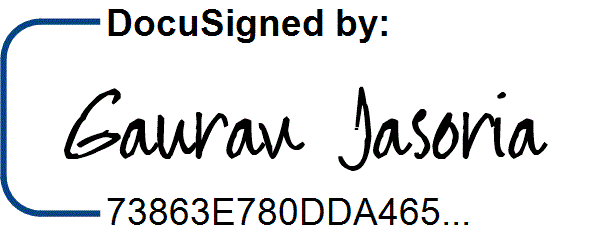 DocuSigned by:
Gaurav Jasoria
73863E780DDA465...